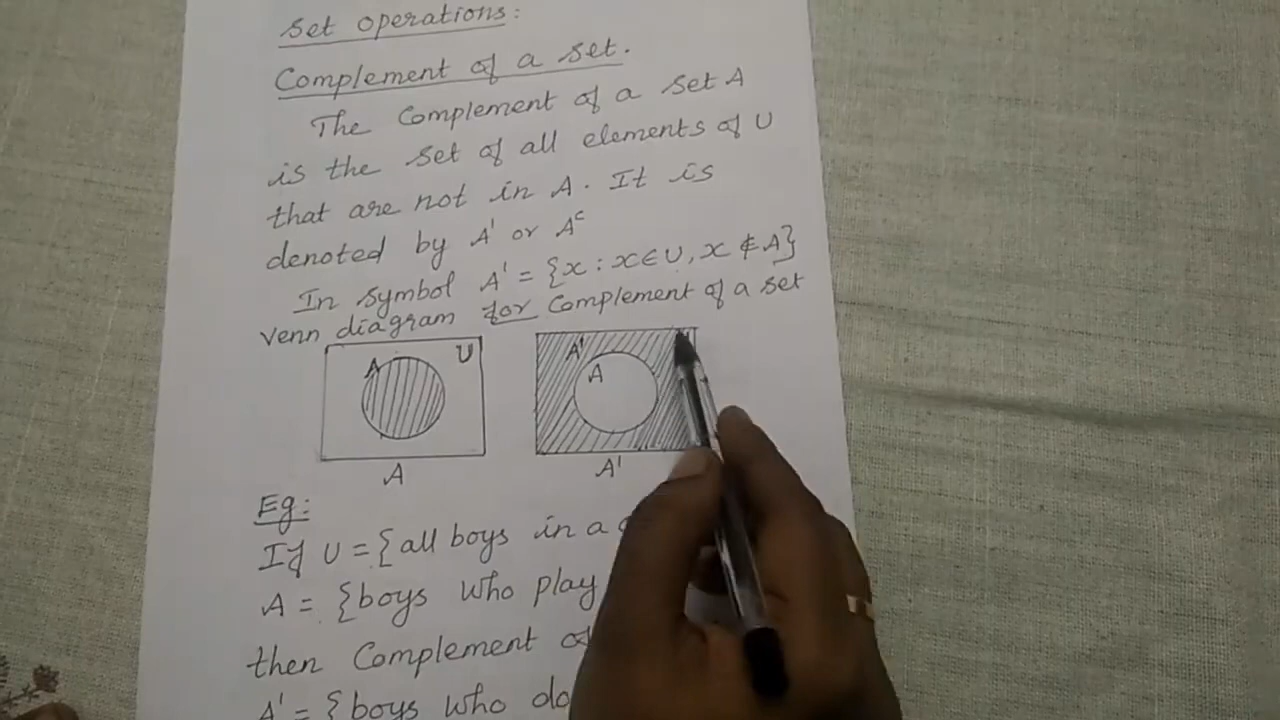 Set Operations:
Complement of a set.
The Complement of a set A
is the set of all elements of U
that are not in A. It is
denoted by A' or Aᶜ
In symbol A' = {x : x ∈ U, x ∉ A}
Venn diagram for Complement of a set
A U
A' A
A A'
Eg:
If U = {all boys in a
A = {boys who play
then Complement of
A' = {boys who do